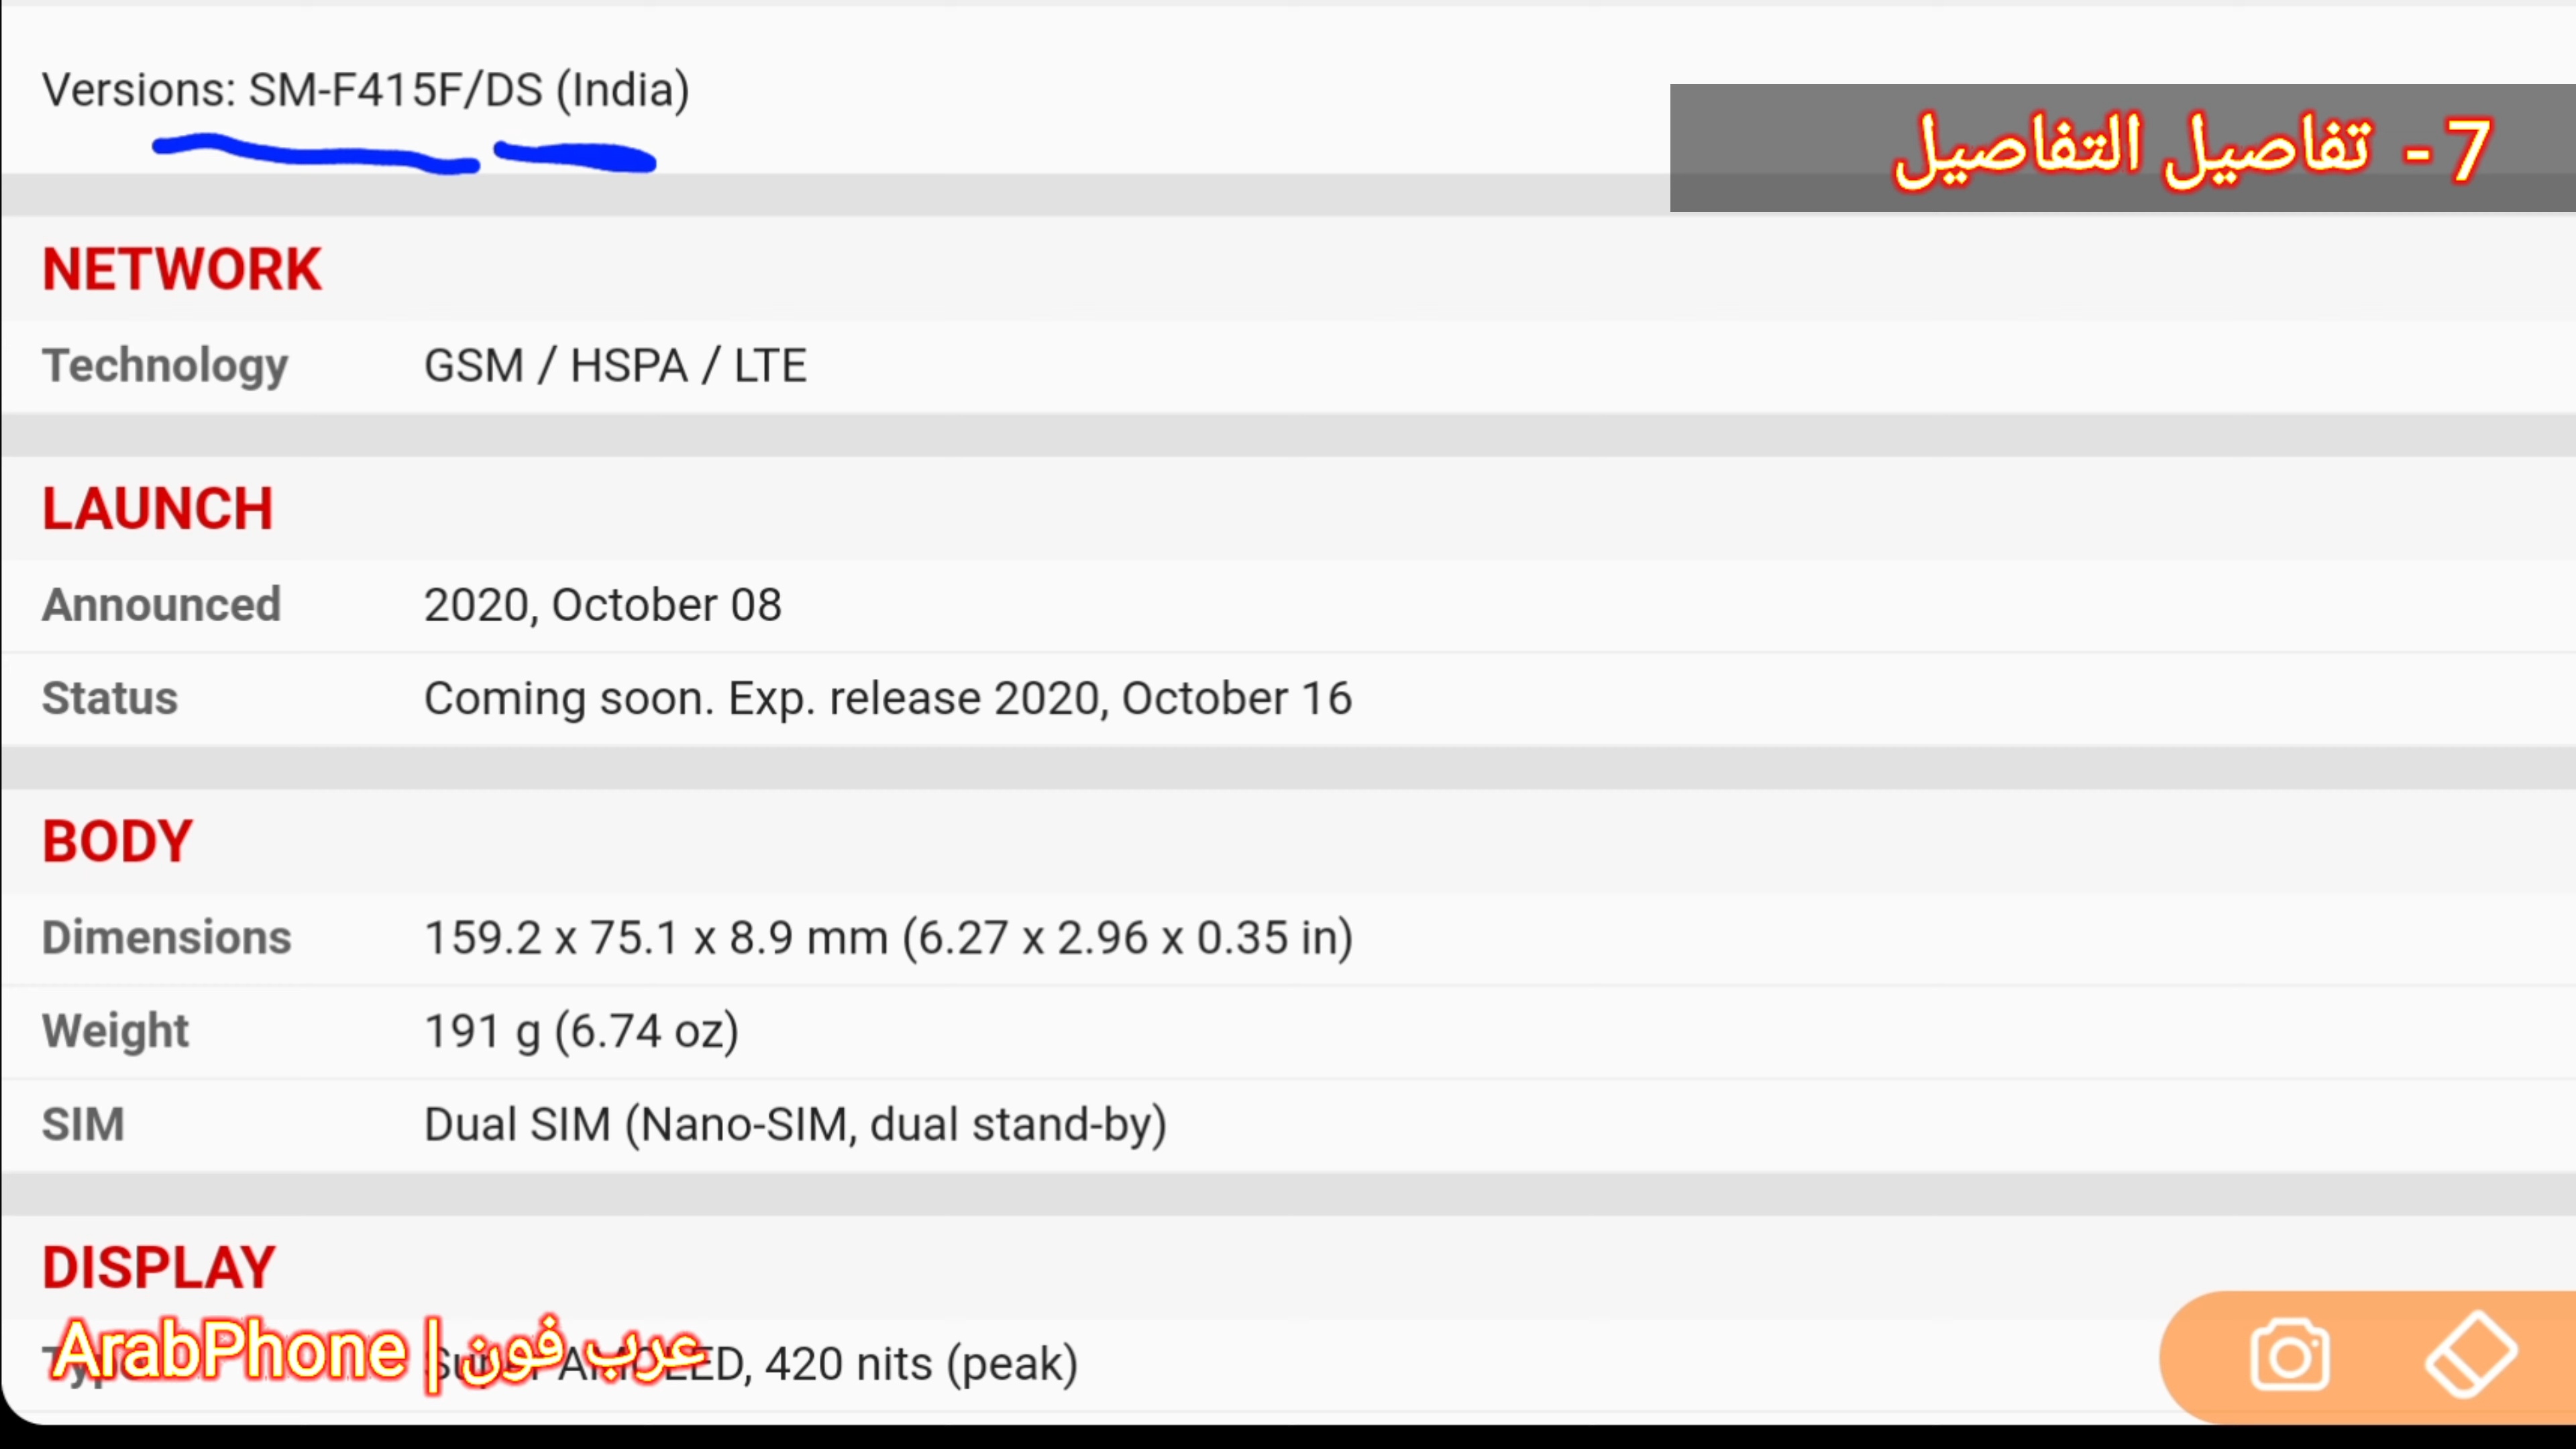 Versions: SM-F415F/DS (India)
7- تفاصيل التفاصيل
NETWORK
Technology GSM / HSPA / LTE
LAUNCH
Announced 2020, October 08
Status Coming soon. Exp. release 2020, October 16
BODY
Dimensions 159.2 x 75.1 x 8.9 mm (6.27 x 2.96 x 0.35 in)
Weight 191 g (6.74 oz)
SIM Dual SIM (Nano-SIM, dual stand-by)
DISPLAY
Type Super AMOLED, 420 nits (peak)
ArabPhone | عرب فون